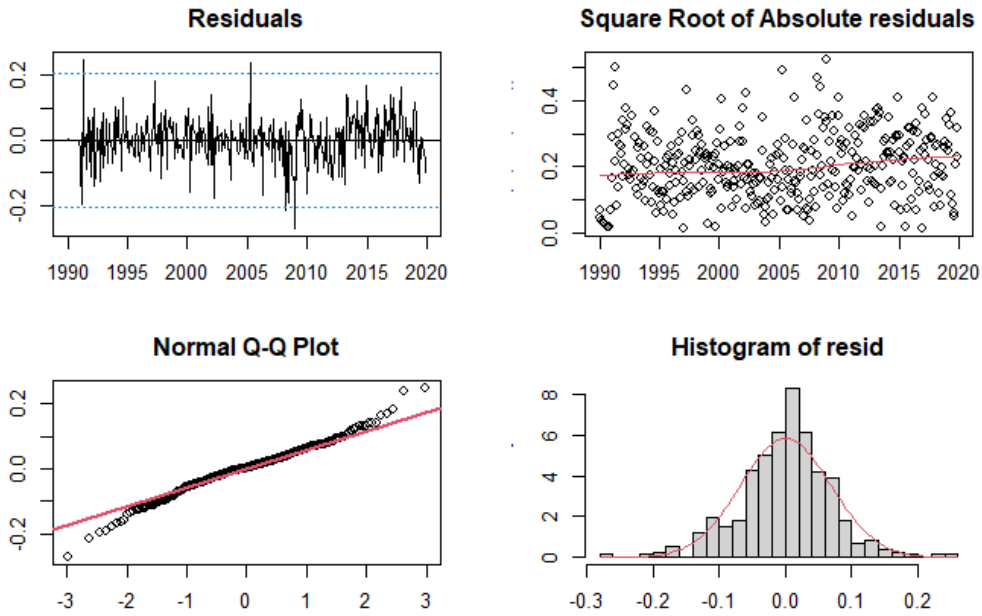 Residuals
0.2
0.0
-0.2
1990 1995 2000 2005 2010 2015 2020
Square Root of Absolute residuals
0.4
0.2
0.0
1990 1995 2000 2005 2010 2015 2020
Normal Q-Q Plot
0.2
0.0
-0.2
-3 -2 -1 0 1 2 3
Histogram of resid
8
6
4
2
0
-0.3 -0.2 -0.1 0.0 0.1 0.2